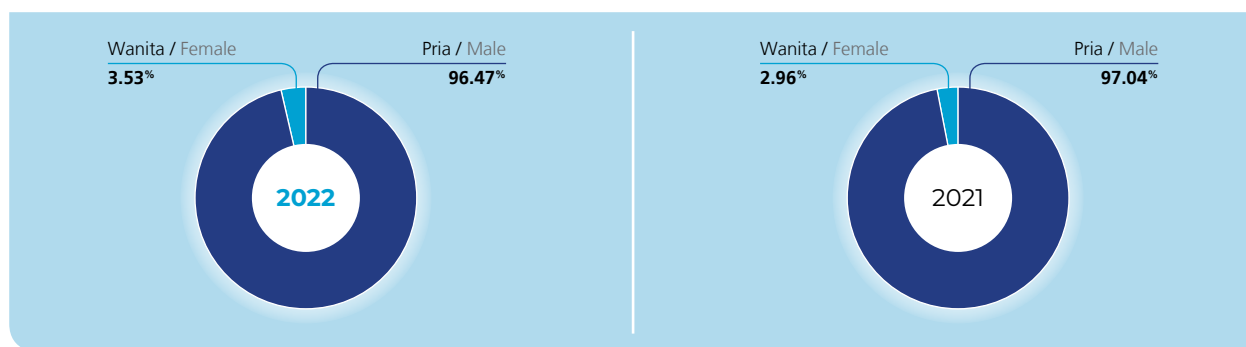 Wanita / Female
3.53%
Pria / Male
96.47%
2022
Wanita / Female
2.96%
Pria / Male
97.04%
2021